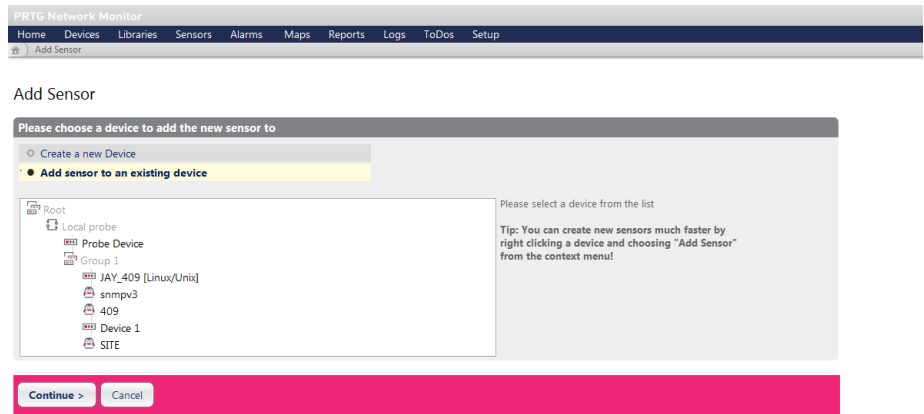 PRTG Network Monitor
Home Devices Libraries Sensors Alarms Maps Reports Logs ToDos Setup
Add Sensor
Add Sensor
Please choose a device to add the new sensor to
Create a new Device
Add sensor to an existing device
Root
Local probe
Probe Device
Group 1
JAY_409 [Linux/Unix]
snmpv3
409
Device 1
SITE
Please select a device from the list
Tip: You can create new sensors much faster by
right clicking a device and choosing "Add Sensor"
from the context menu!
Continue > Cancel